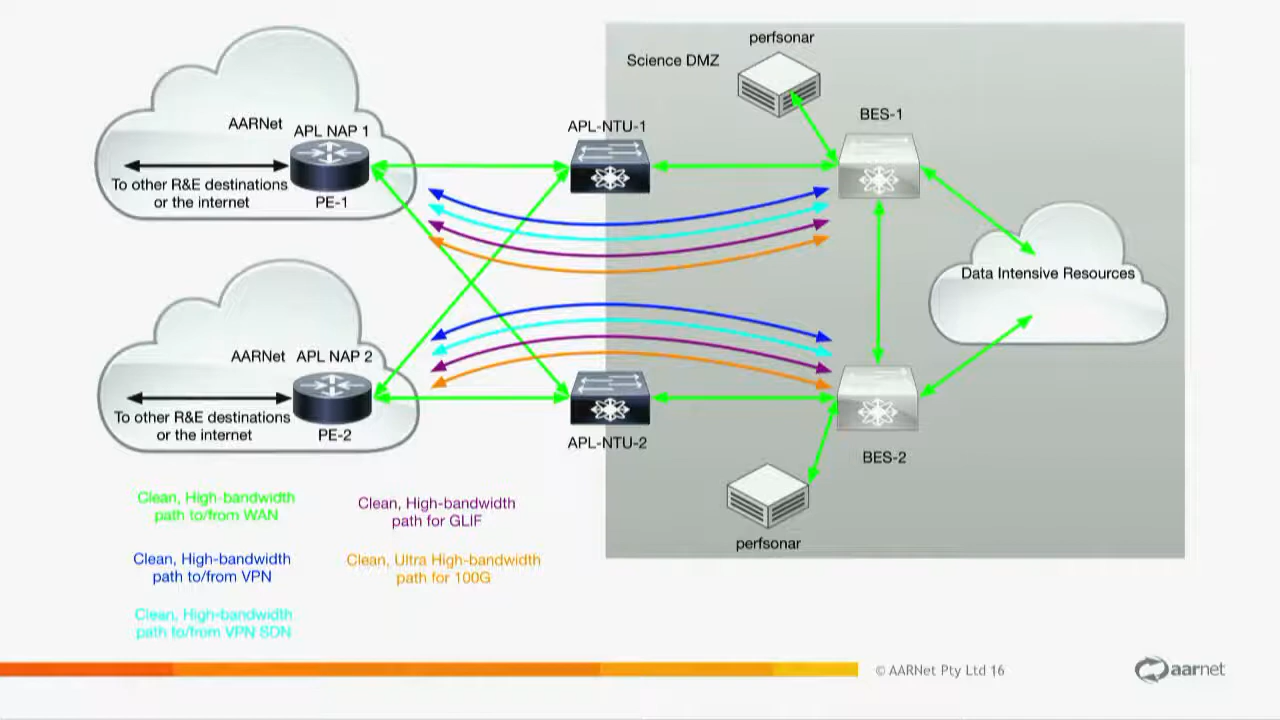 perfsonar
Science DMZ
BES-1
AARNet
APL NAP 1
APL-NTU-1
To other R&E destinations
or the internet
PE-1
Data Intensive Resources
AARNet
APL NAP 2
To other R&E destinations
or the internet
PE-2
APL-NTU-2
BES-2
perfsonar
Clean, High-bandwidth
path to/from WAN
Clean, High-bandwidth
path for GLIF
Clean, High-bandwidth
path to/from VPN
Clean, Ultra High-bandwidth
path for 100G
Clean, High-bandwidth
path to/from VPN SDN
© AARNet Pty Ltd 16
aarnet